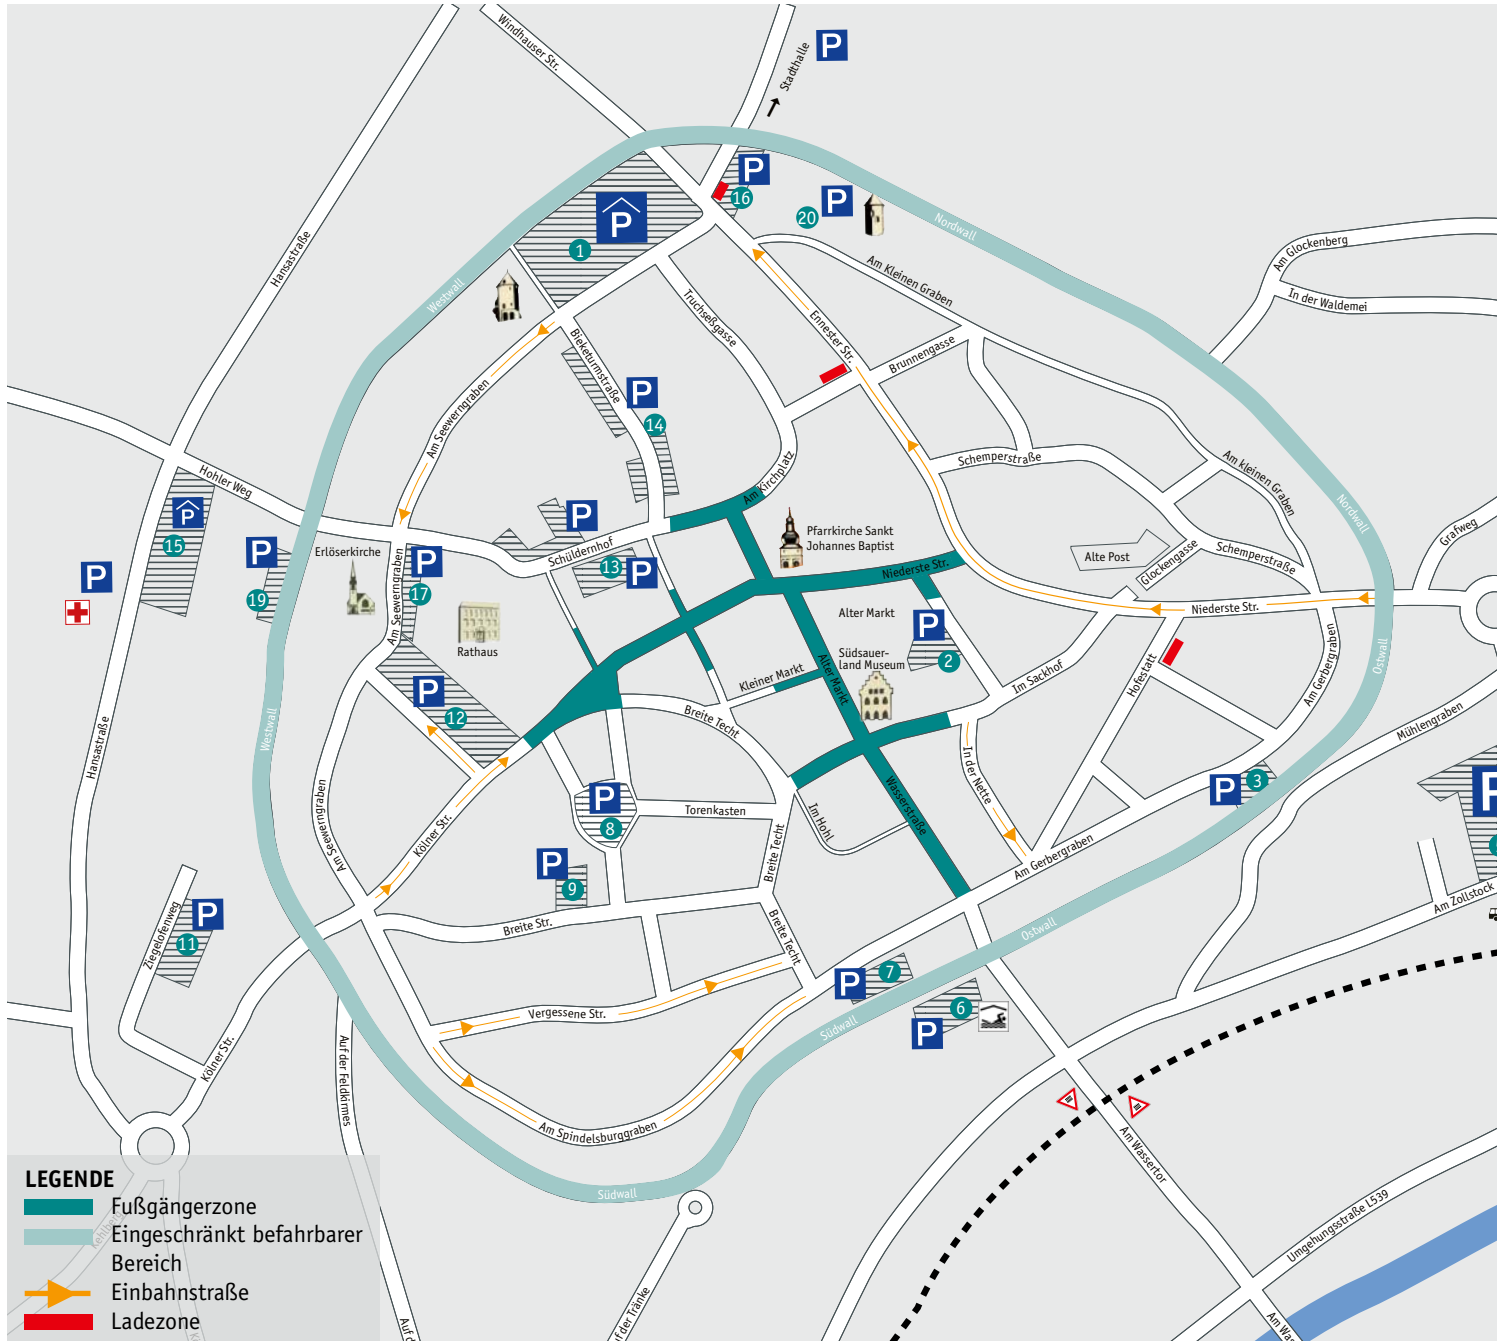 Windhauser Str.
Stadthalle
P
P
16
P
20
P
1
Nordwall
Am Glockenberg
In der Waldemei
Hansastraße
Westwall
Am Kleinen Graben
Truchseßgasse
Ennester Str.
Brunnengasse
Bieketurmstraße
P
14
Am Seewerngraben
Hohler Weg
Am Kirchplatz
Schemperstraße
Am kleinen Graben
Nordwall
Grafweg
P
15
P
19
P
Erlöserkirche
P
17
Am Seewerngraben
P
Schüldernhof
13
P
Pfarrkirche Sankt
Johannes Baptist
Niederste Str.
Alte Post
Glockengasse
Schemperstraße
Niederste Str.
Rathaus
Alter Markt
P
2
Südsauer-
land Museum
Alter Markt
Kleiner Markt
Im Sackhof
Hofestatt
Am Gerbergraben
Ostwall
Mühlengraben
P
12
Westwall
Hansastraße
Breite Techt
In der Nette
Wasserstraße
P
3
P
P
8
Torenkasten
Im Hohl
Breite Techt
Am Seewerngraben
Kölner Str.
P
9
Am Gerbergraben
Am Zollstock
Ziegelofenweg
P
11
Breite Str.
Breite Techt
Ostwall
P
7
6
P
Südwall
Vergessene Str.
Kölner Str.
Auf der Feldkirmes
Am Spindelsburggraben
Am Wassertor
Südwall
Umgehungsstraße L539
LEGENDE
Fußgängerzone
Eingeschränkt befahrbarer
Bereich
Einbahnstraße
Ladezone